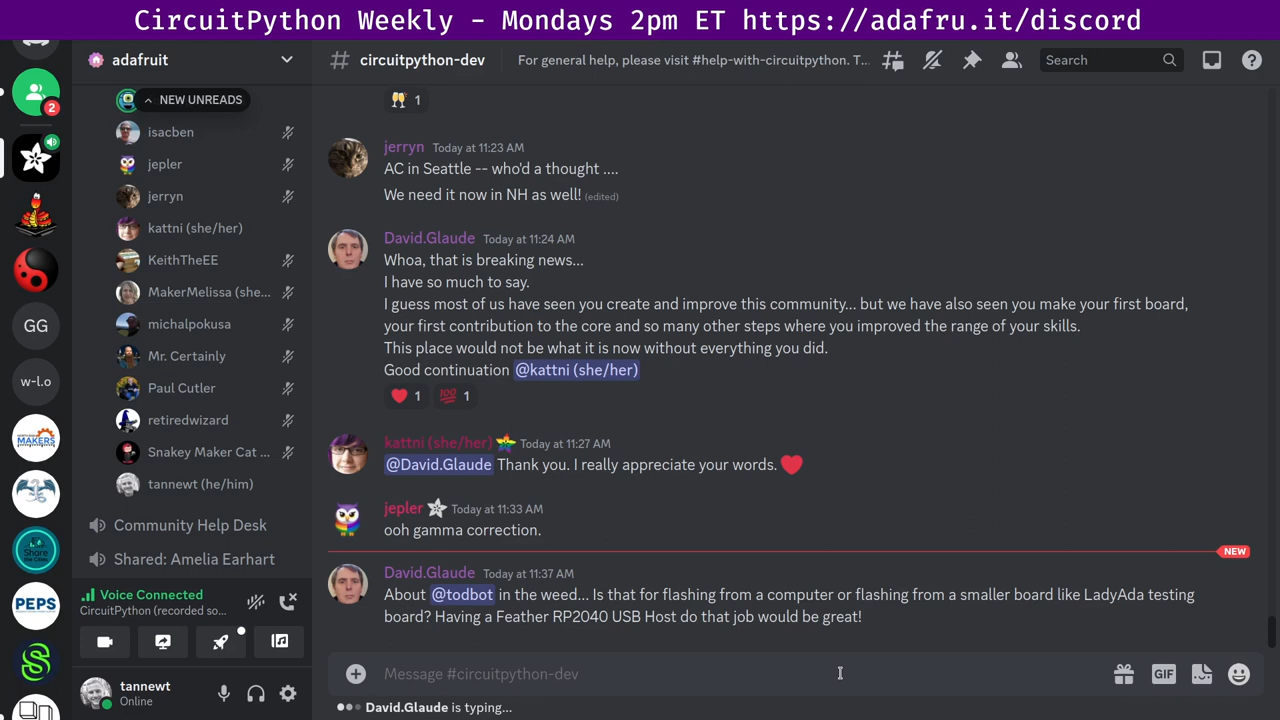 CircuitPython Weekly - Mondays 2pm ET https://adafru.it/discord
adafruit
NEW UNREADS
isacben
jepler
jerryn
kattni (she/her)
KeithTheEE
MakerMelissa (she...
michalpokusa
Mr. Certainly
Paul Cutler
retiredwizard
Snakey Maker Cat ...
tannewt (he/him)
Community Help Desk
Shared: Amelia Earhart
Voice Connected
CircuitPython (recorded so...
tannewt
Online
2
GG
w-l.o
NORTH BAY MAKERS
Share
PEPS
circuitpython-dev
For general help, please visit #help-with-circuitpython. T...
Search
1
jerryn Today at 11:23 AM
AC in Seattle -- who'd a thought ....
We need it now in NH as well! (edited)
David.Glaude Today at 11:24 AM
Whoa, that is breaking news...
I have so much to say.
I guess most of us have seen you create and improve this community... but we have also seen you make your first board,
your first contribution to the core and so many other steps where you improved the range of your skills.
This place would not be what it is now without everything you did.
Good continuation @kattni (she/her)
1 100 1
kattni (she/her) Today at 11:27 AM
@David.Glaude Thank you. I really appreciate your words.
jepler Today at 11:33 AM
ooh gamma correction.
NEW
David.Glaude Today at 11:37 AM
About @todbot in the weed... Is that for flashing from a computer or flashing from a smaller board like LadyAda testing
board? Having a Feather RP2040 USB Host do that job would be great!
Message #circuitpython-dev
GIF
David.Glaude is typing...